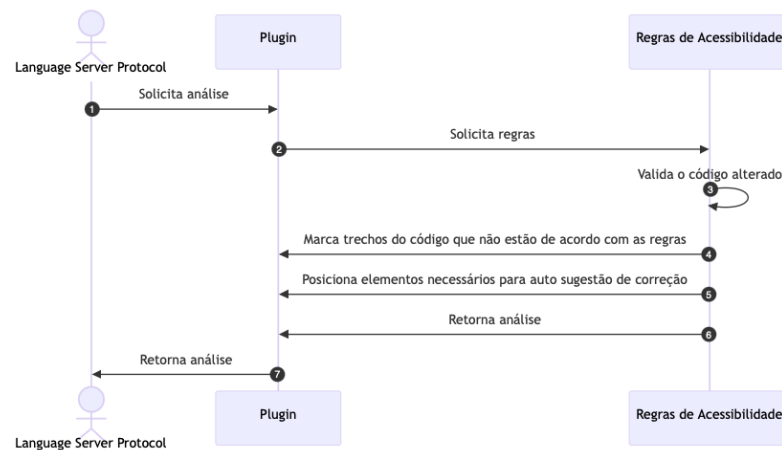 Plugin
Regras de Acessibilidade
Language Server Protocol
1
Solicita análise
2
Solicita regras
Valida o código alterado
3
Marca trechos do código que não estão de acordo com as regras
4
Posiciona elementos necessários para auto sugestão de correção
5
Retorna análise
6
Retorna análise
7
Plugin
Regras de Acessibilidade
Language Server Protocol